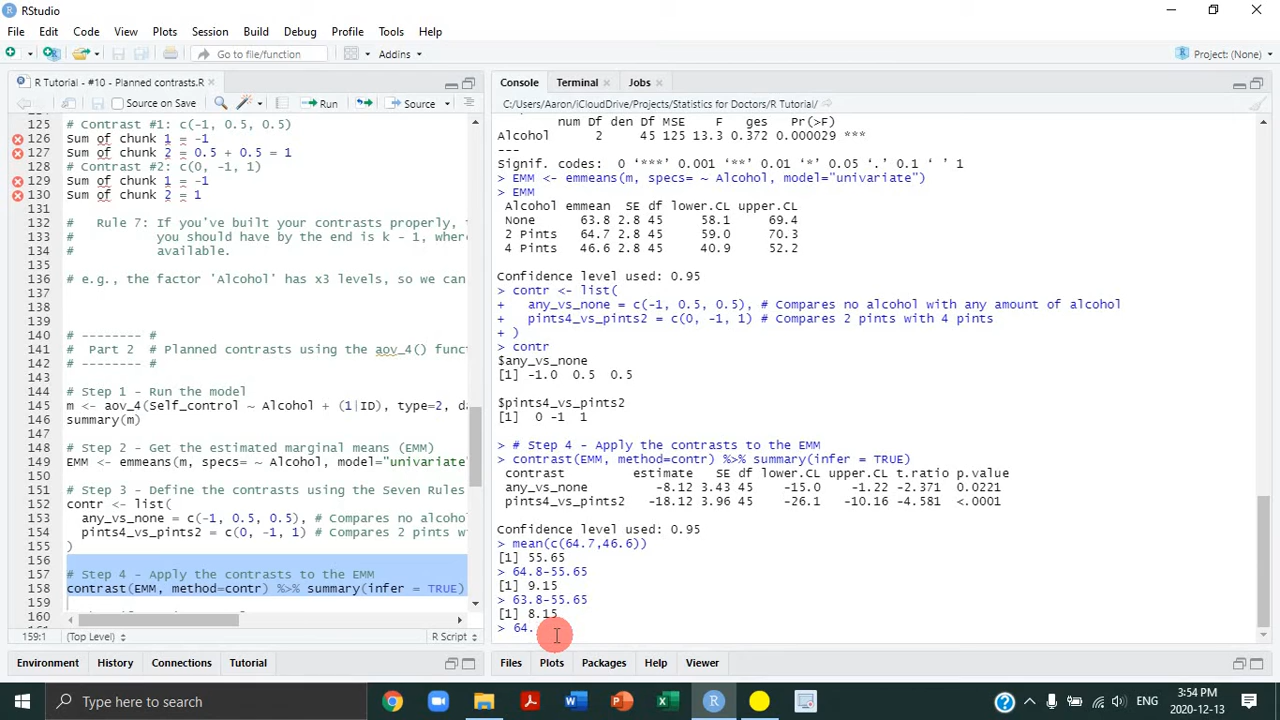 RStudio
File Edit Code View Plots Session Build Debug Profile Tools Help
Go to file/function Addins Project: (None)
R Tutorial - #10 - Planned contrasts.R
Source on Save Run Source
125 # Contrast #1: c(-1, 0.5, 0.5)
126 Sum of chunk 1 = -1
127 Sum of chunk 2 = 0.5 + 0.5 = 1
128 # Contrast #2: c(0, -1, 1)
129 Sum of chunk 1 = -1
130 Sum of chunk 2 = 1
131
132 # Rule 7: If you've built your contrasts properly,
133 # you should have by the end is k - 1, wher
134 # available.
135
136 # e.g., the factor 'Alcohol' has x3 levels, so we can
137
138
139
140 # -------- #
141 # Part 2 # Planned contrasts using the aov_4() func
142 # -------- #
143
144 # Step 1 - Run the model
145 m <- aov_4(Self_control ~ Alcohol + (1|ID), type=2, d
146 summary(m)
147
148 # Step 2 - Get the estimated marginal means (EMM)
149 EMM <- emmeans(m, specs= ~ Alcohol, model="univariate"
150
151 # Step 3 - Define the contrasts using the Seven Rules
152 contr <- list(
153 any_vs_none = c(-1, 0.5, 0.5), # Compares no alcoho
154 pints4_vs_pints2 = c(0, -1, 1) # Compares 2 pints w
155 )
156
157 # Step 4 - Apply the contrasts to the EMM
158 contrast(EMM, method=contr) %>% summary(infer = TRUE)
159
160
159:1 (Top Level) R Script
Environment History Connections Tutorial
Console Terminal Jobs
C:/Users/Aaron/iCloudDrive/Projects/Statistics for Doctors/R Tutorial/
num Df den Df MSE F ges Pr(>F)
Alcohol 2 45 125 13.3 0.372 0.000029 ***
---
Signif. codes: 0 ‘***’ 0.001 ‘**’ 0.01 ‘*’ 0.05 ‘.’ 0.1 ‘ ’ 1
> EMM <- emmeans(m, specs= ~ Alcohol, model="univariate")
> EMM
Alcohol emmean SE df lower.CL upper.CL
None 63.8 2.8 45 58.1 69.4
2 Pints 64.7 2.8 45 59.0 70.3
4 Pints 46.6 2.8 45 40.9 52.2
Confidence level used: 0.95
> contr <- list(
+ any_vs_none = c(-1, 0.5, 0.5), # Compares no alcohol with any amount of alcohol
+ pints4_vs_pints2 = c(0, -1, 1) # Compares 2 pints with 4 pints
+ )
> contr
$any_vs_none
[1] -1.0 0.5 0.5
$pints4_vs_pints2
[1] 0 -1 1
> # Step 4 - Apply the contrasts to the EMM
> contrast(EMM, method=contr) %>% summary(infer = TRUE)
contrast estimate SE df lower.CL upper.CL t.ratio p.value
any_vs_none -8.12 3.43 45 -15.0 -1.22 -2.371 0.0221
pints4_vs_pints2 -18.12 3.96 45 -26.1 -10.16 -4.581 <.0001
Confidence level used: 0.95
> mean(c(64.7,46.6))
[1] 55.65
> 64.8-55.65
[1] 9.15
> 63.8-55.65
[1] 8.15
> 64.
Files Plots Packages Help Viewer
Type here to search
ENG
3:54 PM
2020-12-13